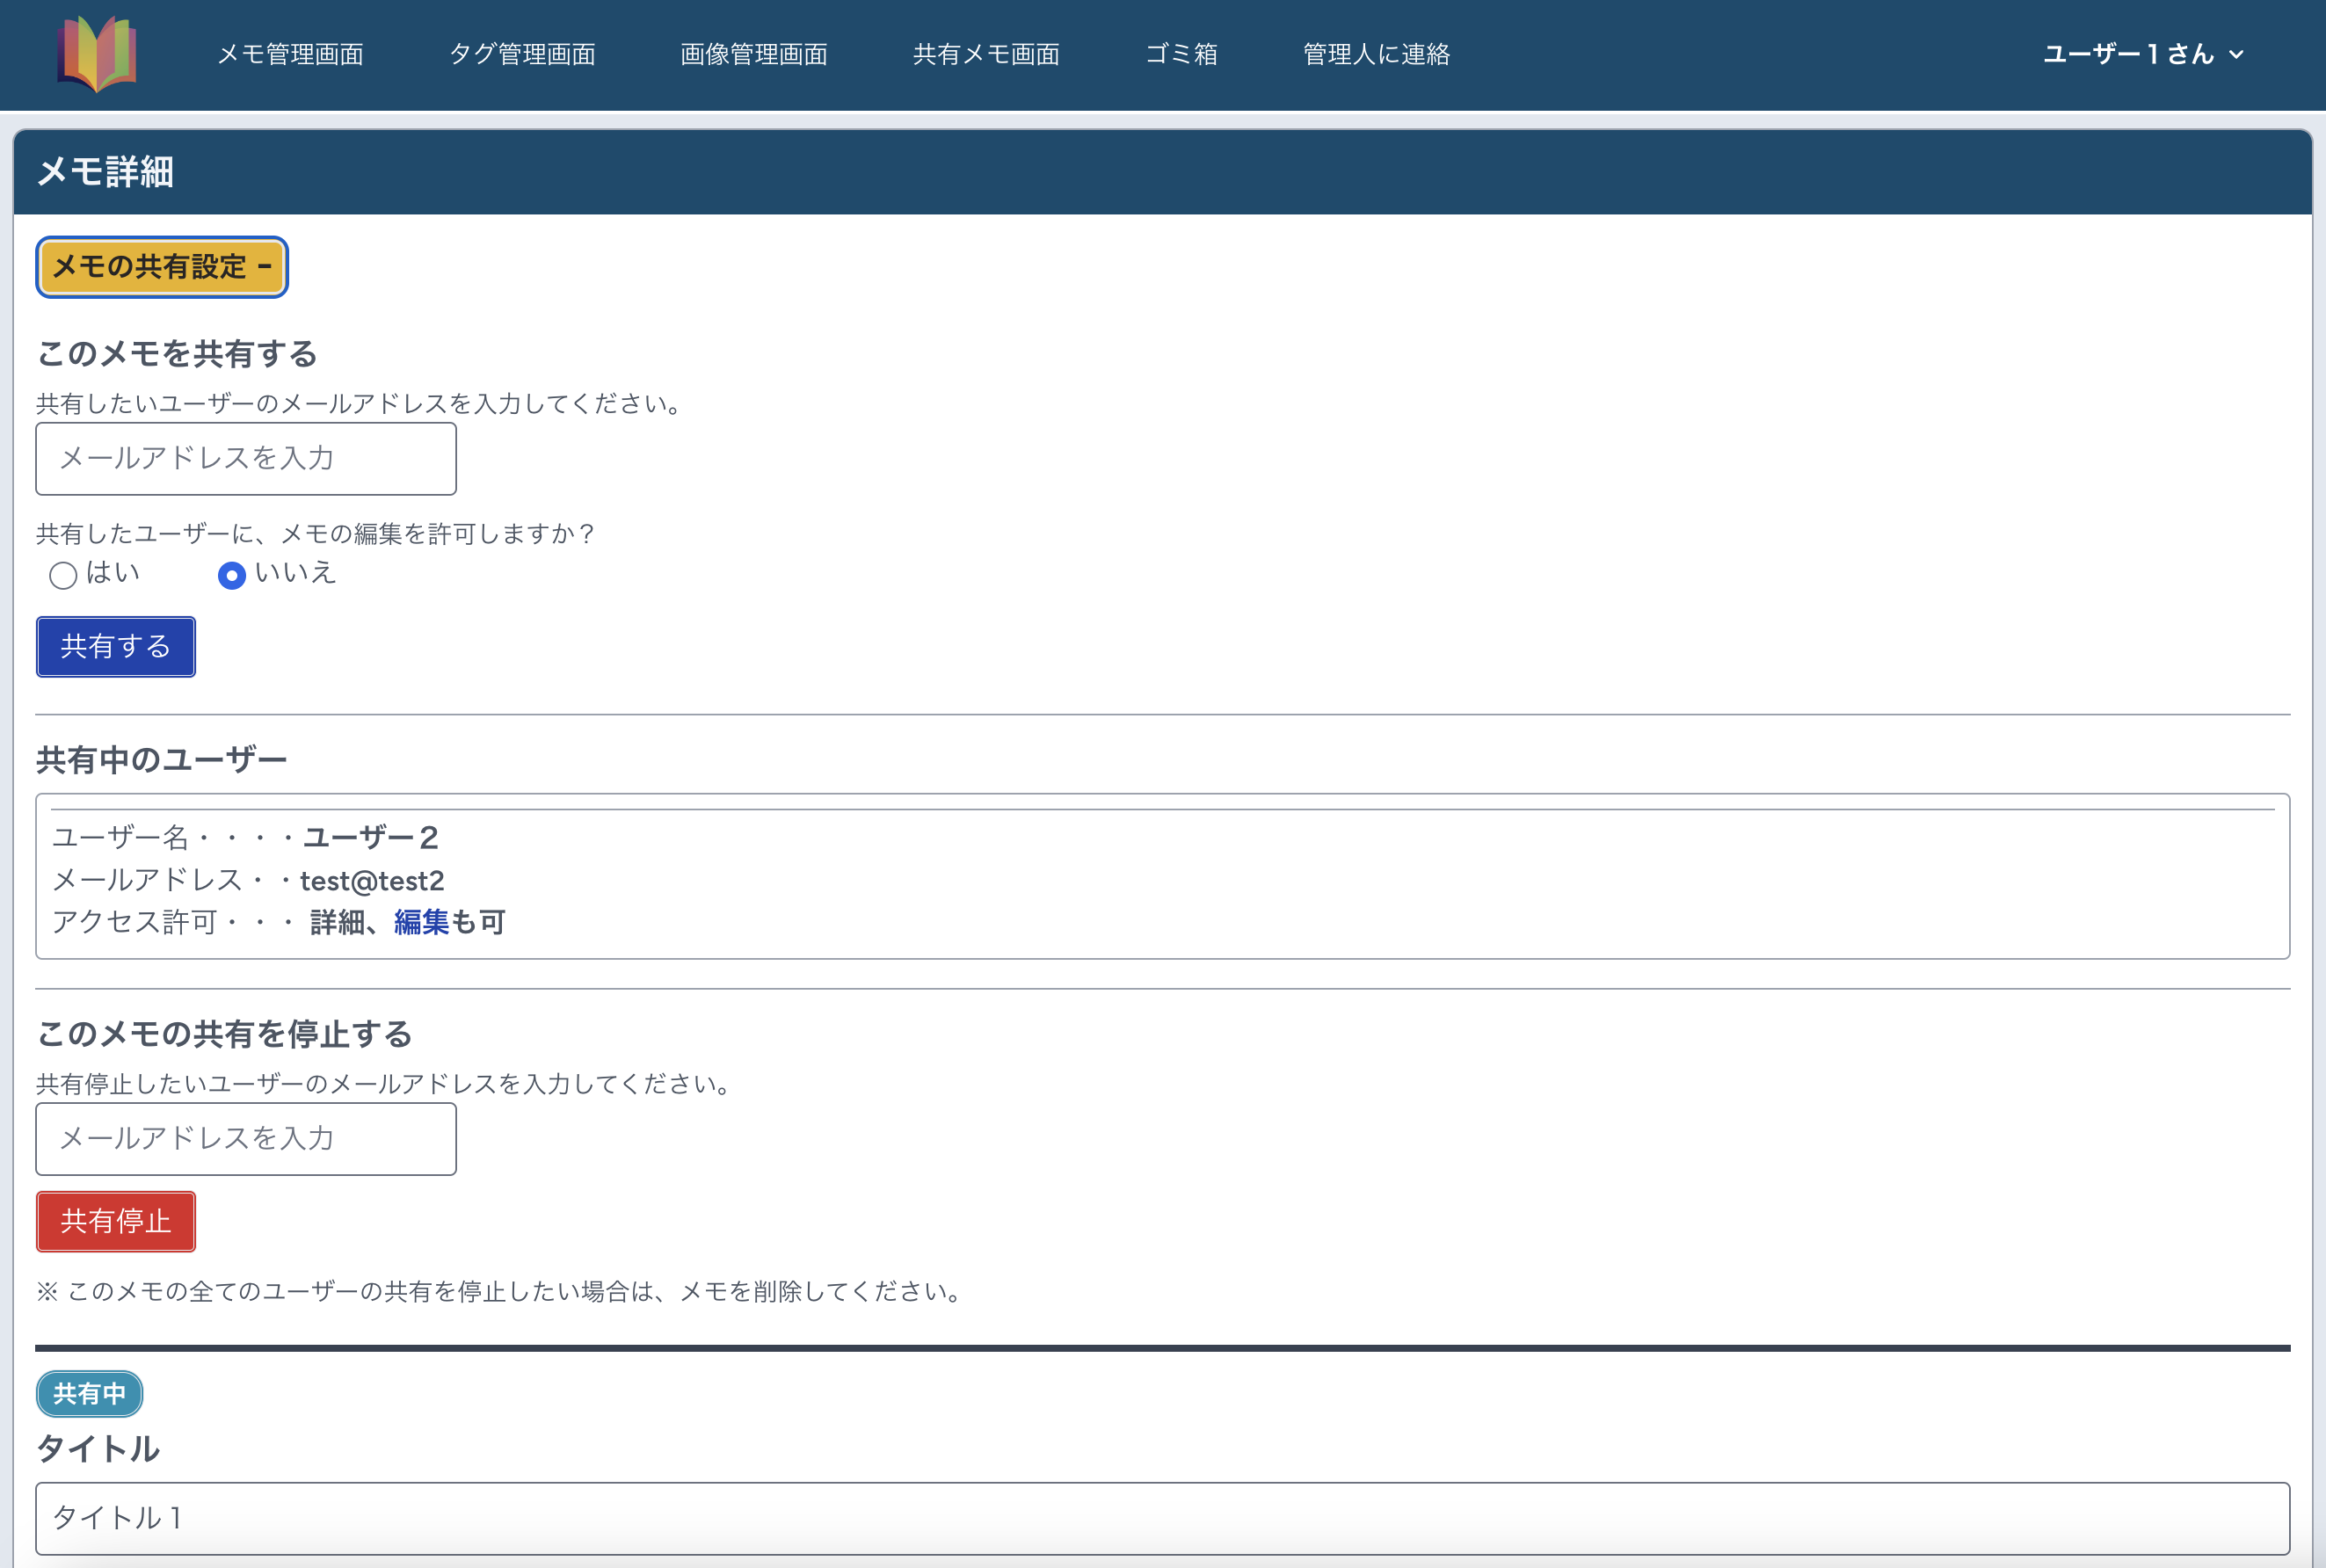 メモ管理画面 タグ管理画面 画像管理画面 共有メモ画面 ゴミ箱 管理人に連絡 ユーザー1さん
メモ詳細
メモの共有設定 -
このメモを共有する
共有したいユーザーのメールアドレスを入力してください。
メールアドレスを入力
共有したユーザーに、メモの編集を許可しますか？
はい いいえ
共有する
共有中のユーザー
ユーザー名・・・・ユーザー2
メールアドレス・・test@test2
アクセス許可・・・ 詳細、編集も可
このメモの共有を停止する
共有停止したいユーザーのメールアドレスを入力してください。
メールアドレスを入力
共有停止
※ このメモの全てのユーザーの共有を停止したい場合は、メモを削除してください。
共有中
タイトル
タイトル1